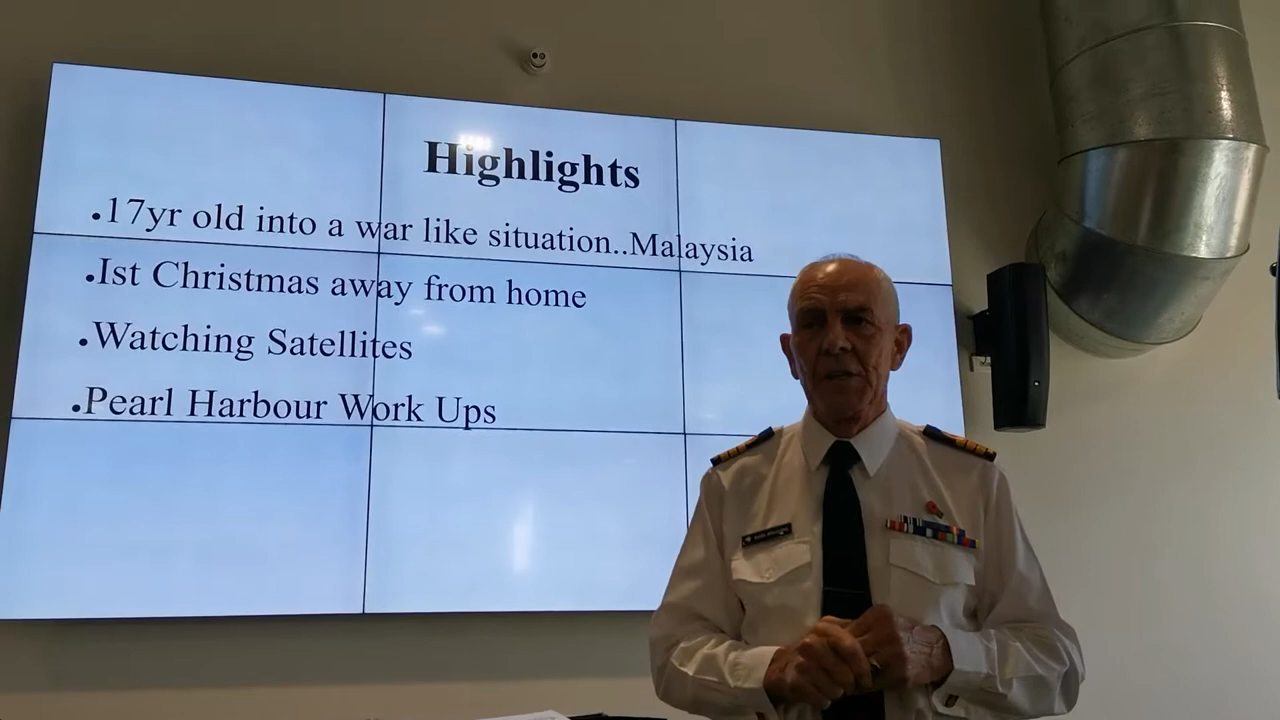 Highlights
.17yr old into a war like situation..Malaysia
.Ist Christmas away from home
.Watching Satellites
.Pearl Harbour Work Ups